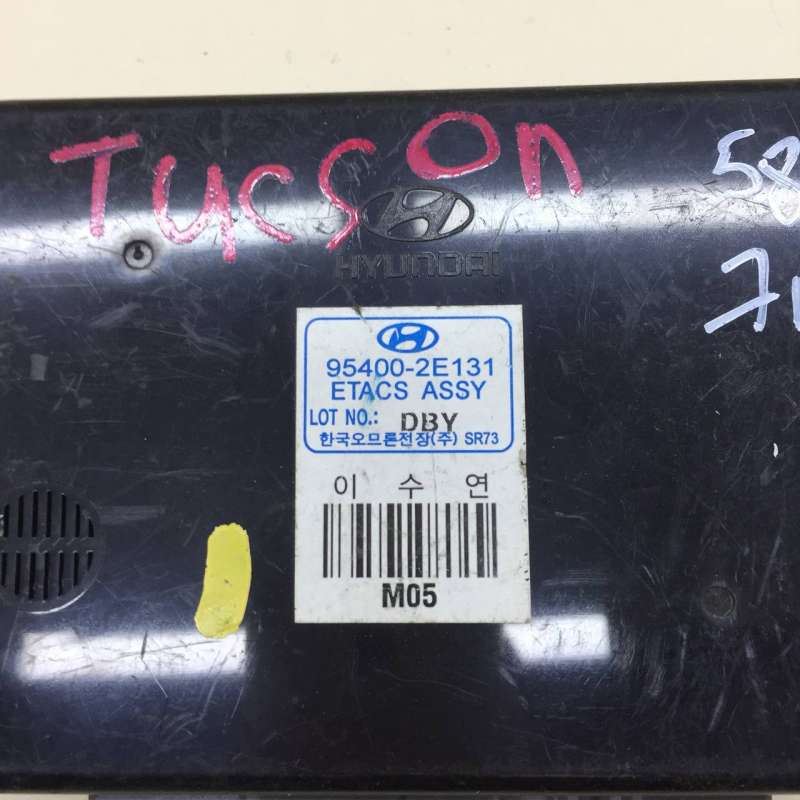 Tucson
58
HYUNDAI
95400-2E131
ETACS ASSY
LOT NO.: DBY
한국오므론전장(주) SR73
이 수 연
M05